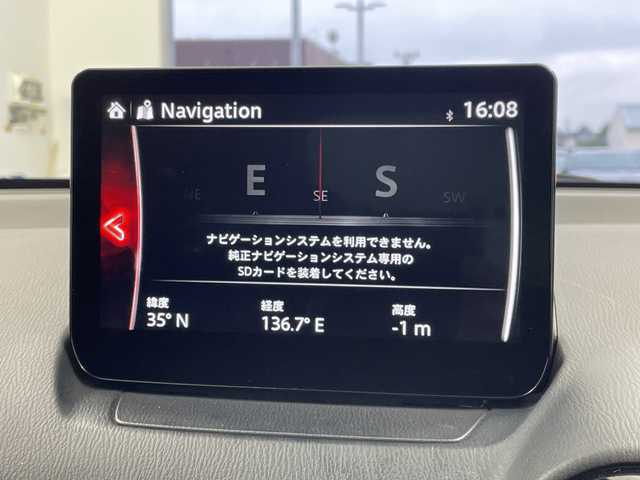 Navigation 16:08
NE E SE S SW
ナビゲーションシステムを利用できません。
純正ナビゲーションシステム専用の
SDカードを装着してください。
緯度 経度 高度
35° N 136.7° E -1 m